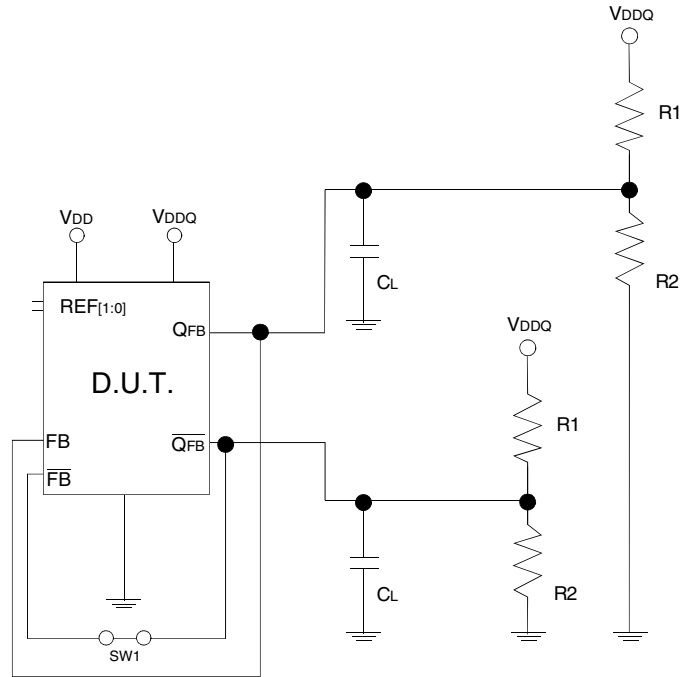 VDDQ
R1
R2
VDD
VDDQ
CL
REF[1:0]
QFB
VDDQ
D.U.T.
R1
FB
QFB
FB
CL
R2
SW1